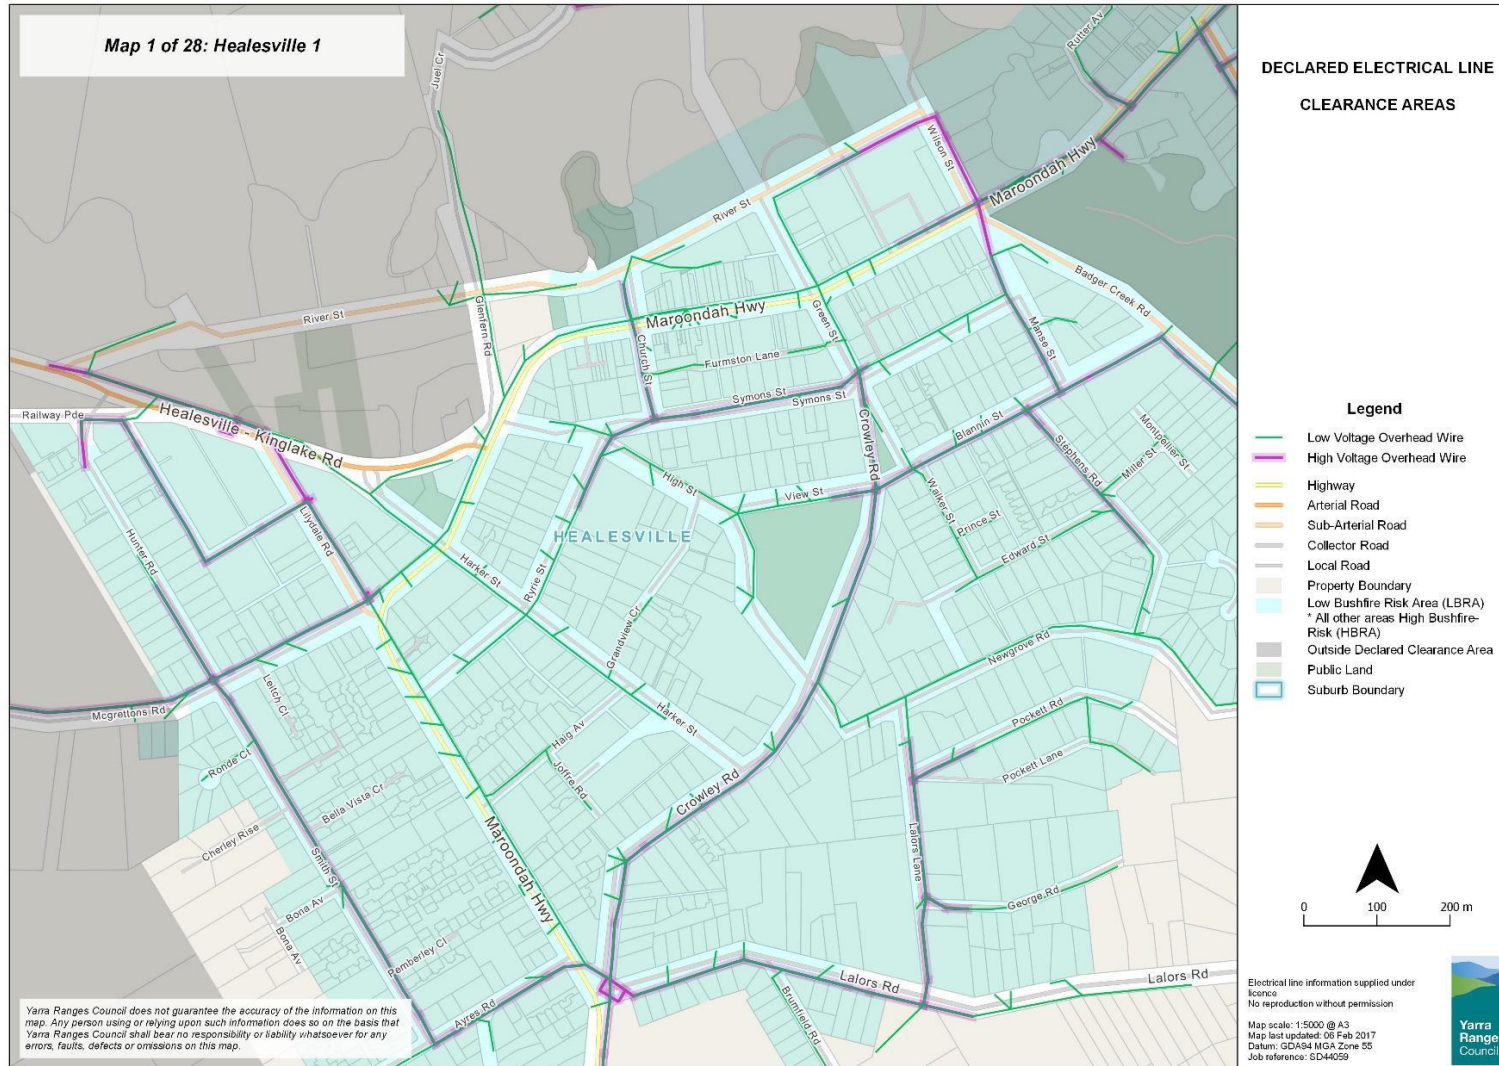 Map 1 of 28: Healesville 1
DECLARED ELECTRICAL LINE
CLEARANCE AREAS
Rutter Av
Juel Cr
Wilson St
Maroondah Hwy
River St
Badger Creek Rd
River St
Glenfern Rd
Maroondah Hwy
Green St
Manse St
Church St
Furmston Lane
Symons St
Symons St
Railway Pde
Healesville - Kinglake Rd
Crowley Rd
Blannin St
Montpellier St
Miller St
Stephens Rd
High St
View St
Walker St
Prince St
Edward St
HEALESVILLE
Lilydale Rd
Hunter Rd
Harker St
Ryrie St
Grandview Cr
Newgrove Rd
Leitch Cl
Mcgrettons Rd
Harker St
Pockett Rd
Haig Av
Joffre Rd
Pockett Lane
Ronde Ct
Bella Vista Cr
Crowley Rd
Cherley Rise
Smith St
Maroondah Hwy
Lalors Lane
George Rd
Bona Av
Bona Av
Pemberley Cl
Ayres Rd
Lalors Rd
Lalors Rd
Brumfield Rd
Legend
Low Voltage Overhead Wire
High Voltage Overhead Wire
Highway
Arterial Road
Sub-Arterial Road
Collector Road
Local Road
Property Boundary
Low Bushfire Risk Area (LBRA)
* All other areas High Bushfire-
Risk (HBRA)
Outside Declared Clearance Area
Public Land
Suburb Boundary
0 100 200 m
Electrical line information supplied under
licence
No reproduction without permission
Map scale: 1:5000 @ A3
Map last updated: 06 Feb 2017
Datum: GDA94 MGA Zone 55
Job reference: SD44059
Yarra
Range
Council
Yarra Ranges Council does not guarantee the accuracy of the information on this
map. Any person using or relying upon such information does so on the basis that
Yarra Ranges Council shall bear no responsibility or liability whatsoever for any
errors, faults, defects or omissions on this map.